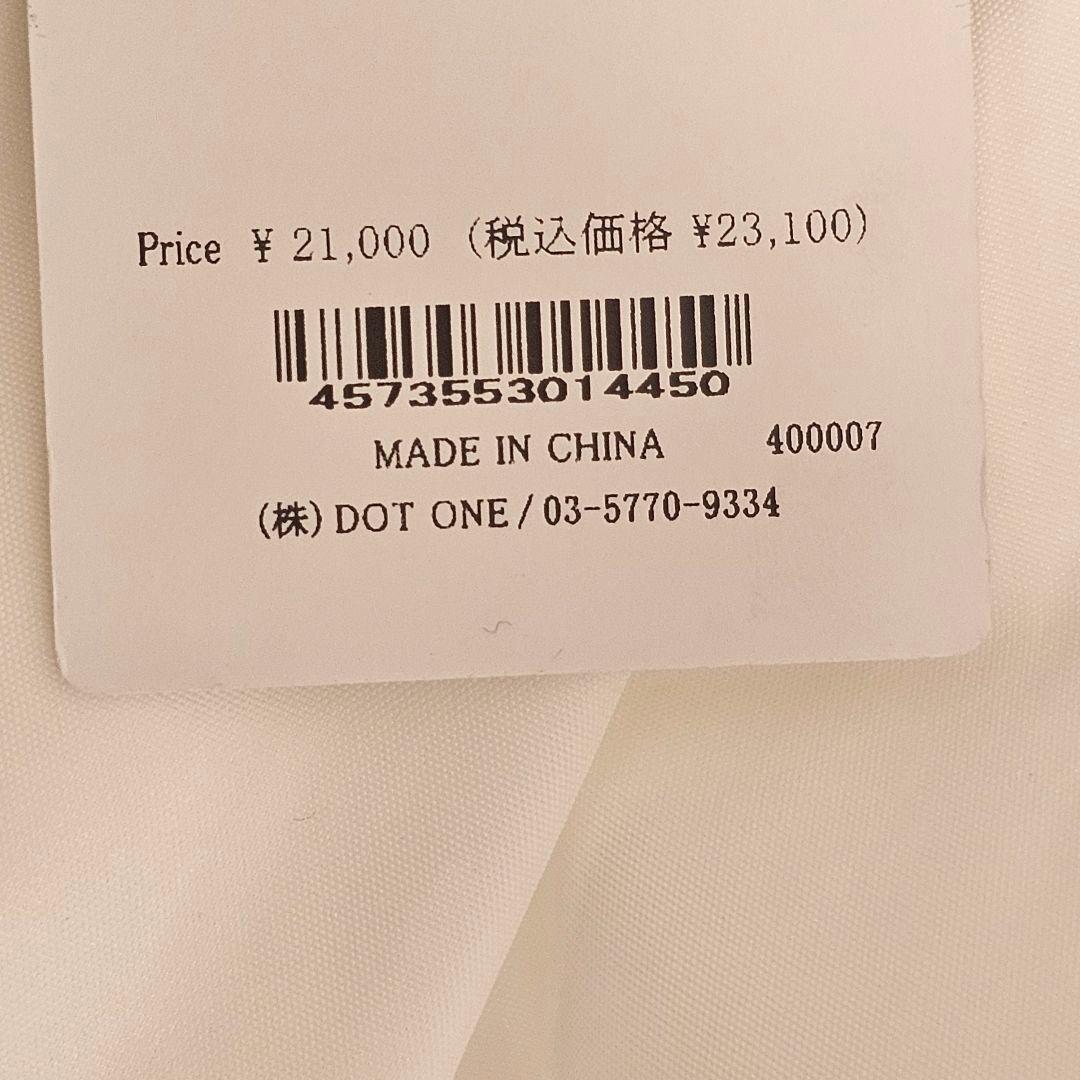 Price ¥ 21,000 (税込価格 ¥23,100)
4573553014450
MADE IN CHINA 400007
(株) DOT ONE / 03-5770-9334